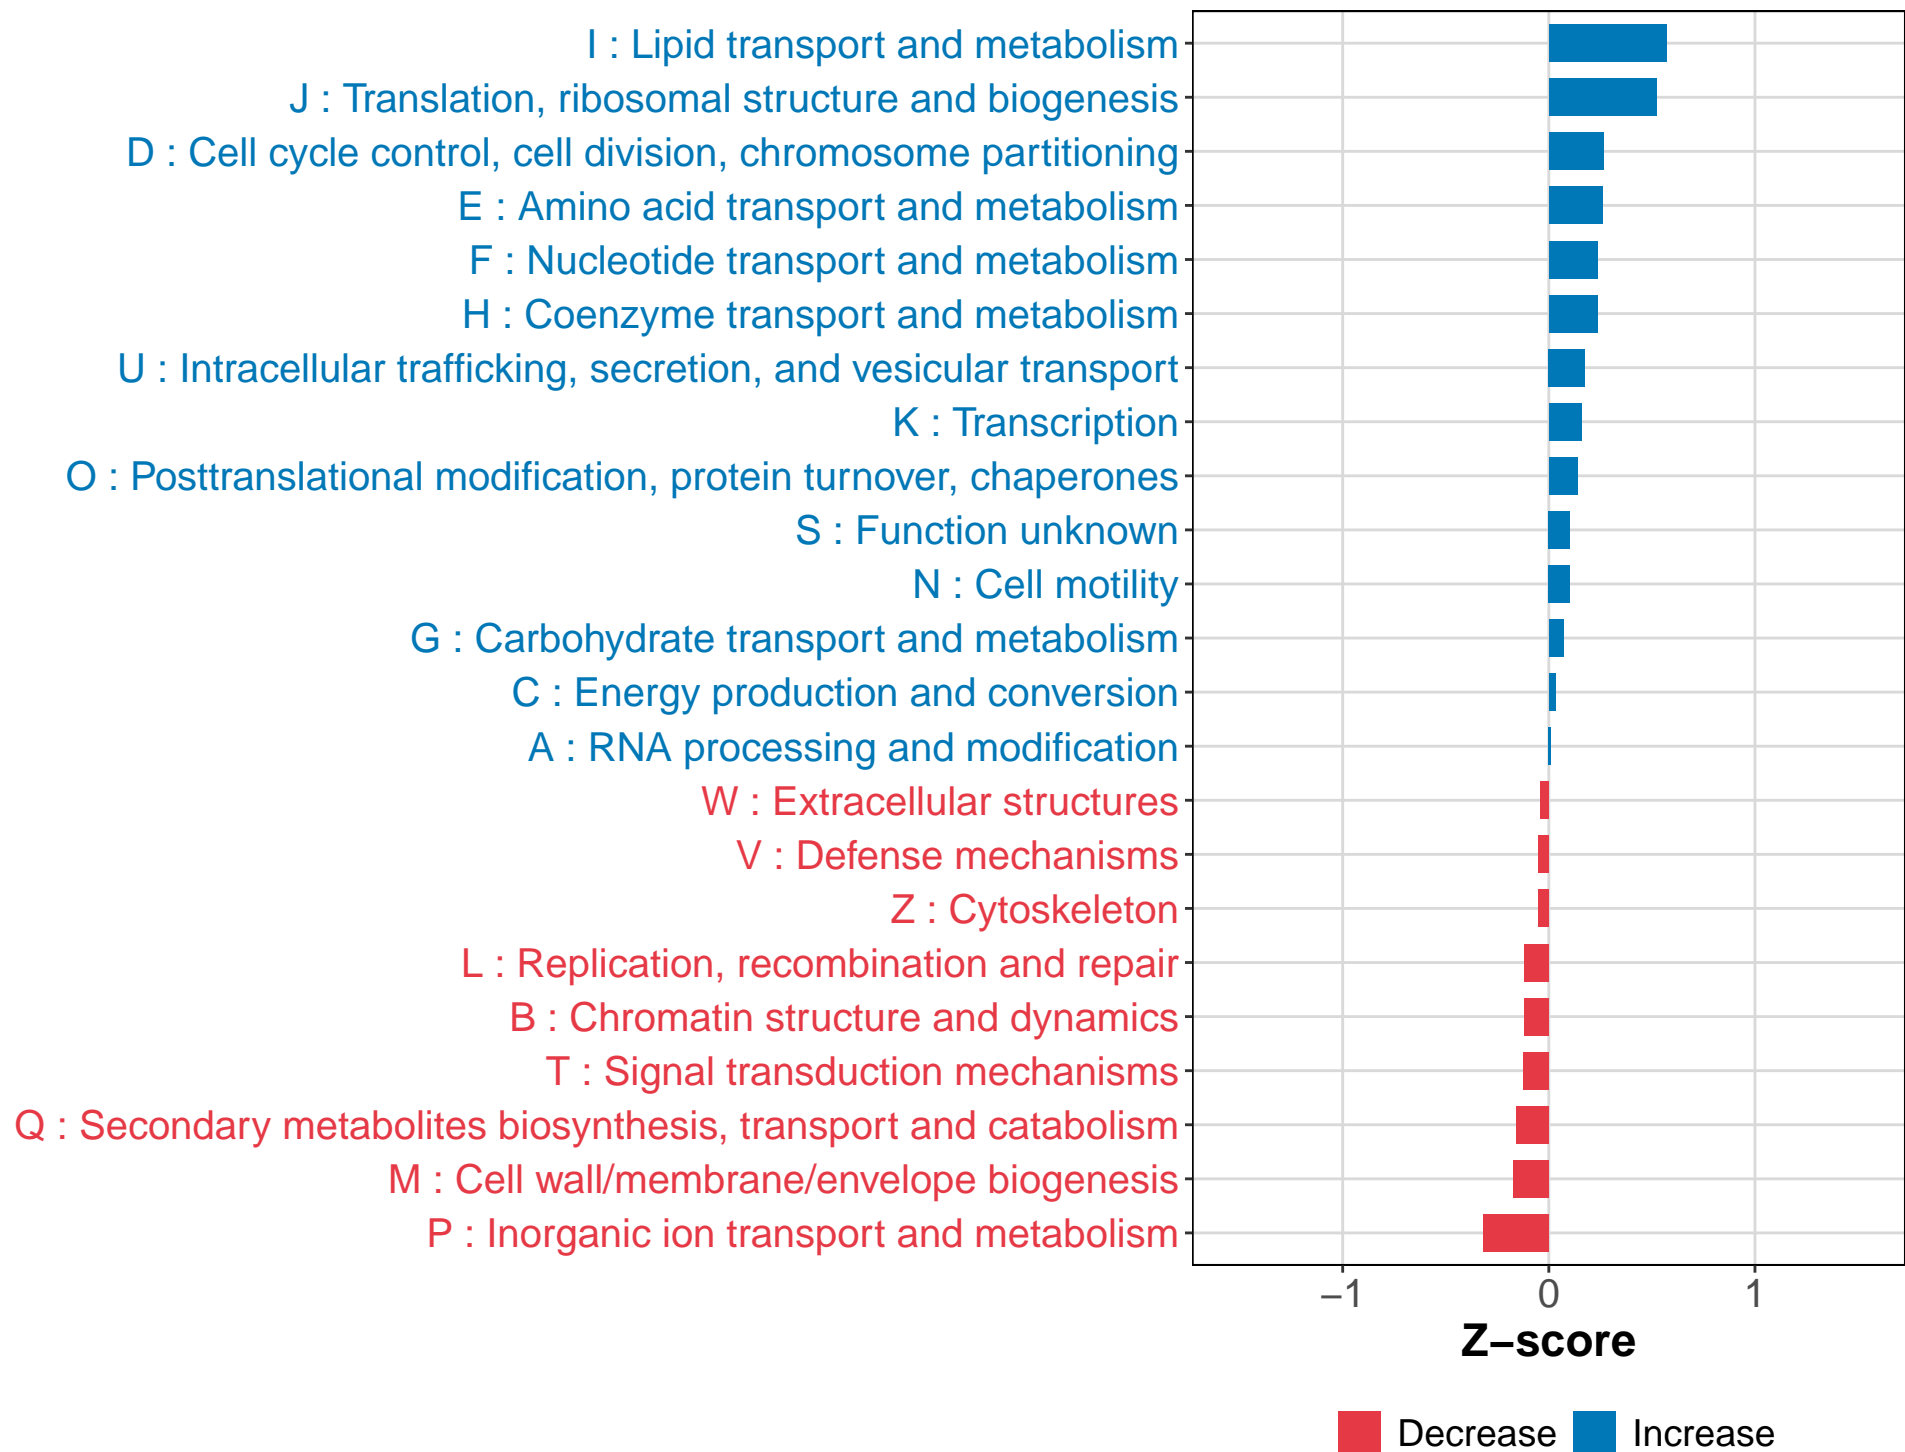 I : Lipid transport and metabolism
J : Translation, ribosomal structure and biogenesis
D : Cell cycle control, cell division, chromosome partitioning
E : Amino acid transport and metabolism
F : Nucleotide transport and metabolism
H : Coenzyme transport and metabolism
U : Intracellular trafficking, secretion, and vesicular transport
K : Transcription
O : Posttranslational modification, protein turnover, chaperones
S : Function unknown
N : Cell motility
G : Carbohydrate transport and metabolism
C : Energy production and conversion
A : RNA processing and modification
W : Extracellular structures
V : Defense mechanisms
Z : Cytoskeleton
L : Replication, recombination and repair
B : Chromatin structure and dynamics
T : Signal transduction mechanisms
Q : Secondary metabolites biosynthesis, transport and catabolism
M : Cell wall/membrane/envelope biogenesis
P : Inorganic ion transport and metabolism
−1 0 1
Z−score
Decrease Increase